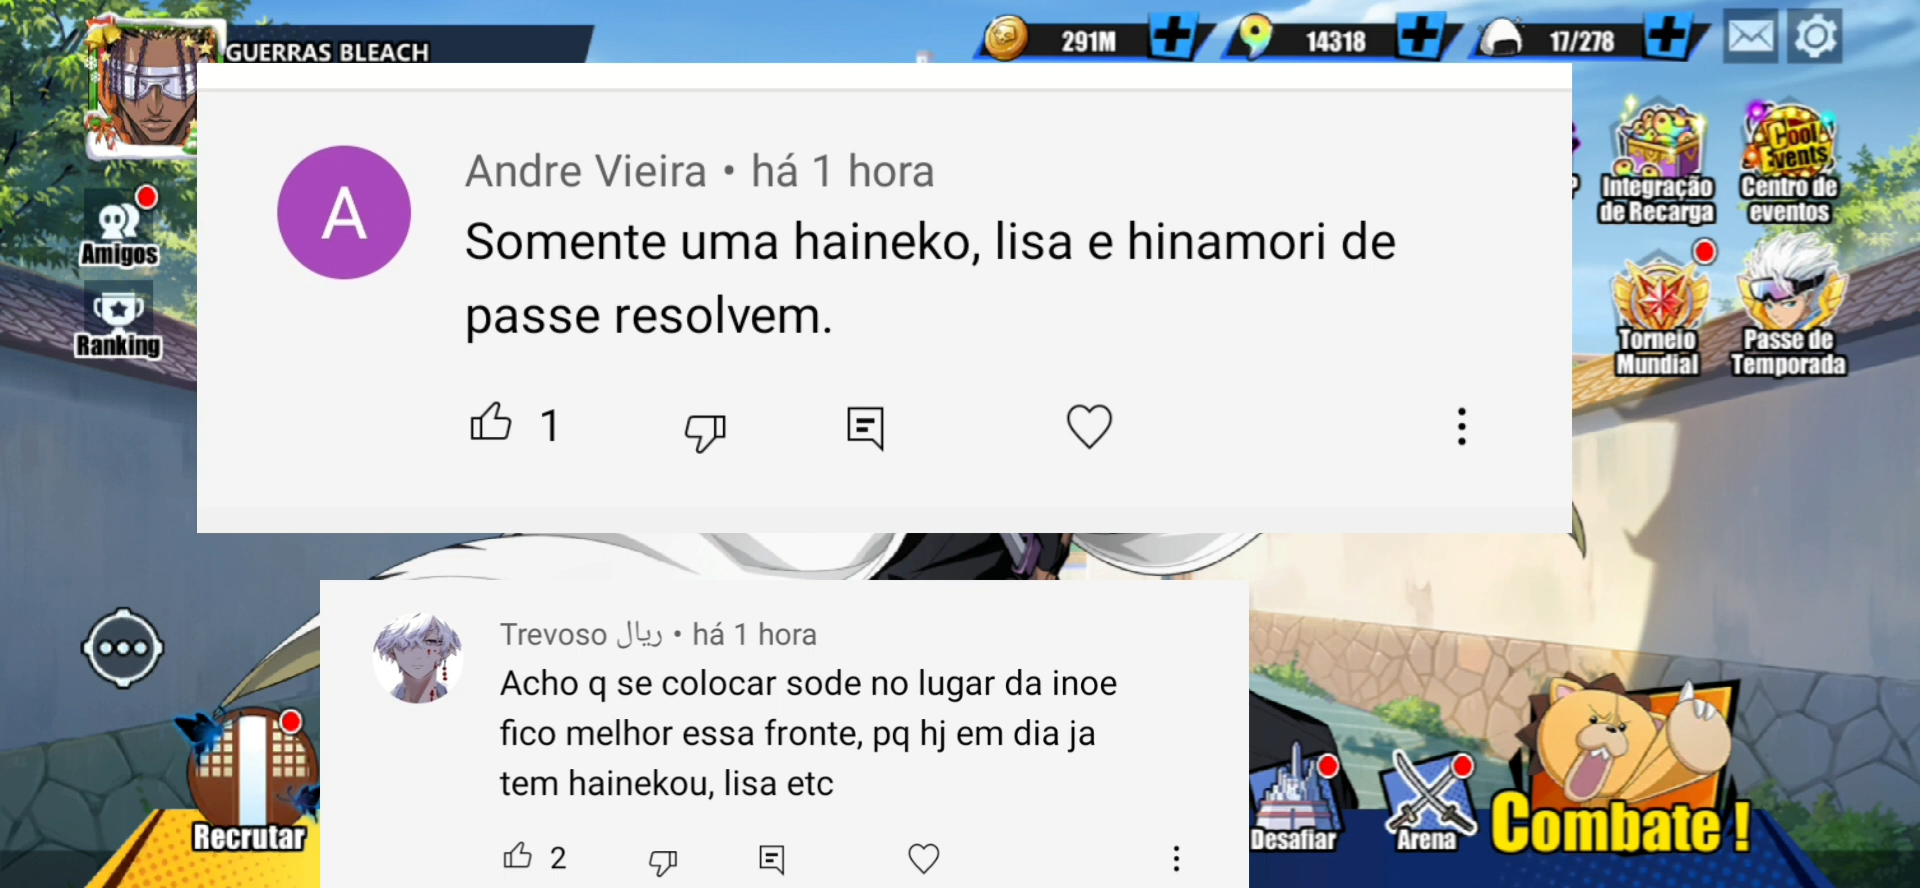 GUERRAS BLEACH
291M
14318
17/278
Andre Vieira • há 1 hora
Somente uma haineko, lisa e hinamori de
passe resolvem.
1
A
Amigos
Ranking
Integração
de Recarga
Cool
Events
Centro de
eventos
Torneio
Mundial
Passe de
Temporada
Trevoso ريال • há 1 hora
Acho q se colocar sode no lugar da inoe
fico melhor essa fronte, pq hj em dia ja
tem hainekou, lisa etc
2
Recrutar
Desafiar
Arena
Combate !